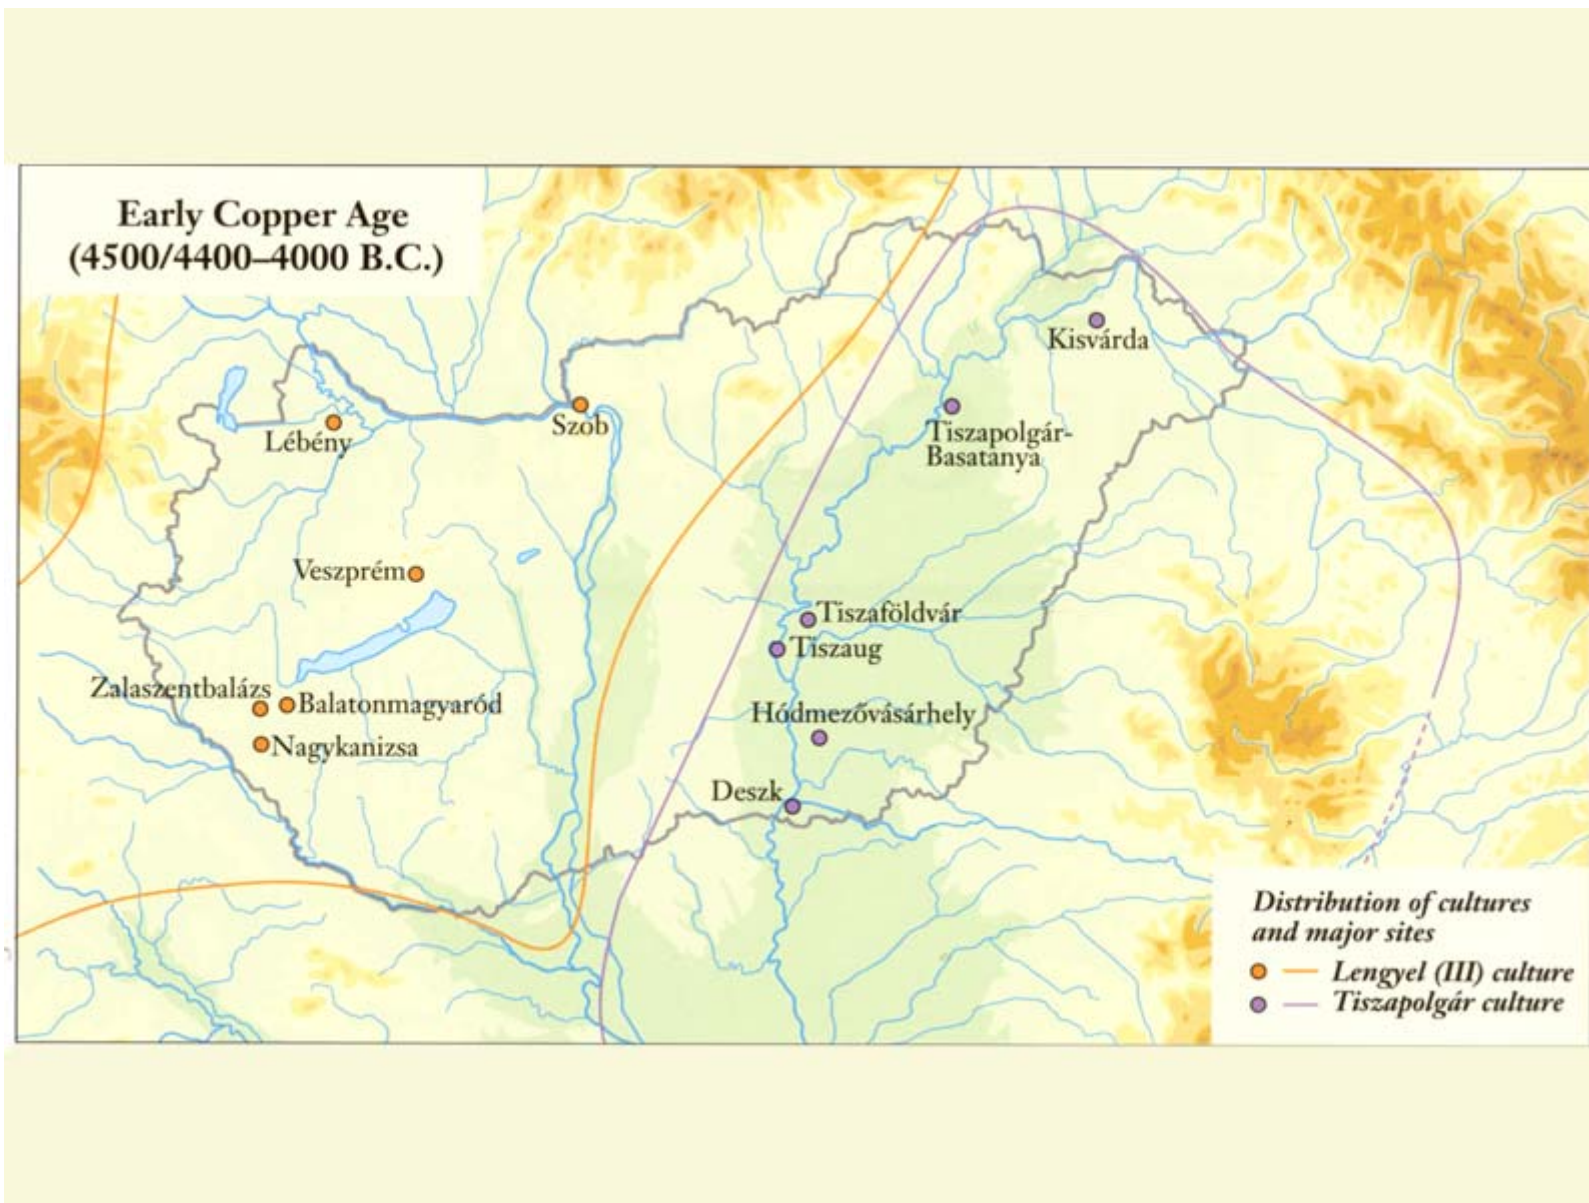 Early Copper Age
(4500/4400–4000 B.C.)
Kisvárda
Szob
Lébény
Tiszapolgár-
Basatanya
Veszprém
Tiszaföldvár
Tiszaug
Zalaszentbalázs
Balatonmagyaród
Hódmezővásárhely
Nagykanizsa
Deszk
Distribution of cultures
and major sites
Lengyel (III) culture
Tiszapolgár culture